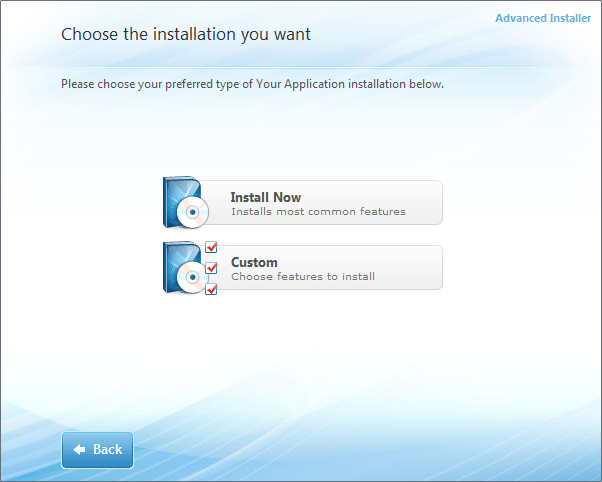 Advanced Installer
Choose the installation you want
Please choose your preferred type of Your Application installation below.
Install Now
Installs most common features
Custom
Choose features to install
Back